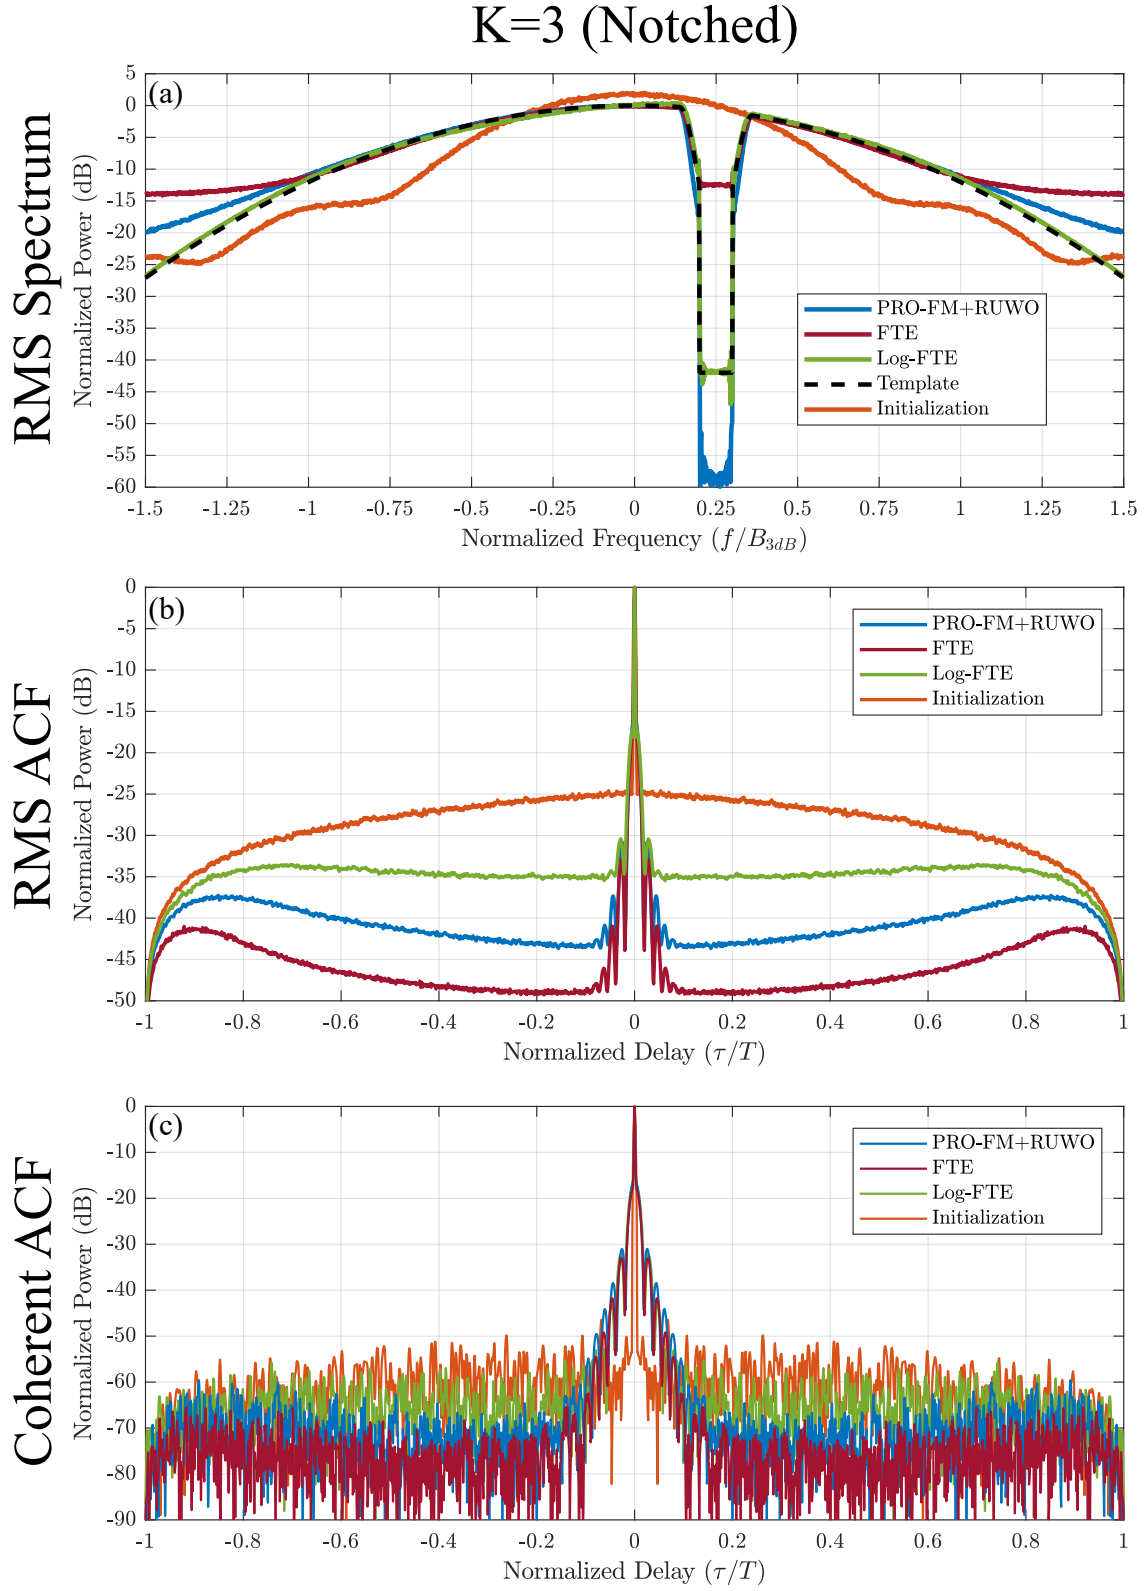 K=3 (Notched)
RMS Spectrum
Normalized Power (dB)
(a)
5
0
-5
-10
-15
-20
-25
-30
-35
-40
-45
-50
-55
-60
PRO-FM+RUWO
FTE
Log-FTE
Template
Initialization
-1.5
-1.25
-1
-0.75
-0.5
-0.25
0
0.25
0.5
0.75
1
1.25
1.5
Normalized Frequency (f/B_{3dB})
RMS ACF
Normalized Power (dB)
(b)
0
-5
-10
-15
-20
-25
-30
-35
-40
-45
-50
PRO-FM+RUWO
FTE
Log-FTE
Initialization
-1
-0.8
-0.6
-0.4
-0.2
0
0.2
0.4
0.6
0.8
1
Normalized Delay (τ/T)
Coherent ACF
Normalized Power (dB)
(c)
0
-10
-20
-30
-40
-50
-60
-70
-80
-90
PRO-FM+RUWO
FTE
Log-FTE
Initialization
-1
-0.8
-0.6
-0.4
-0.2
0
0.2
0.4
0.6
0.8
1
Normalized Delay (τ/T)